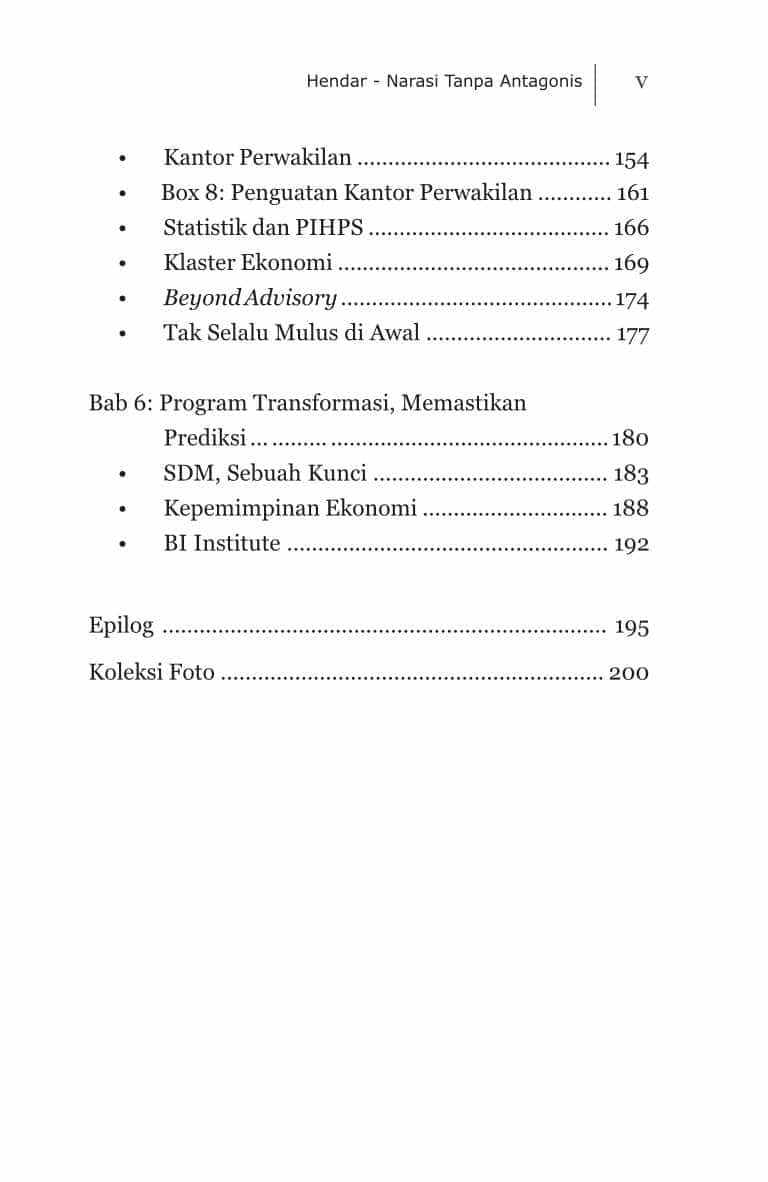 Hendar - Narasi Tanpa Antagonis | v
• Kantor Perwakilan ......................................... 154
• Box 8: Penguatan Kantor Perwakilan ............ 161
• Statistik dan PIHPS ....................................... 166
• Klaster Ekonomi ............................................ 169
• Beyond Advisory ............................................ 174
• Tak Selalu Mulus di Awal .............................. 177
Bab 6: Program Transformasi, Memastikan
Prediksi ... ......... ............................................. 180
• SDM, Sebuah Kunci ...................................... 183
• Kepemimpinan Ekonomi .............................. 188
• BI Institute .................................................... 192
Epilog ........................................................................ 195
Koleksi Foto .............................................................. 200